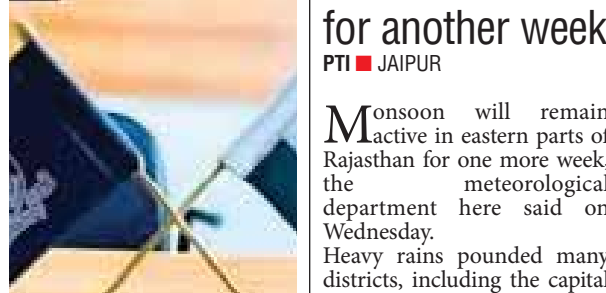 for another week
PTI ■ JAIPUR
Monsoon will remain
active in eastern parts of
Rajasthan for one more week,
the meteorological
department here said on
Wednesday.
Heavy rains pounded many
districts, including the capital